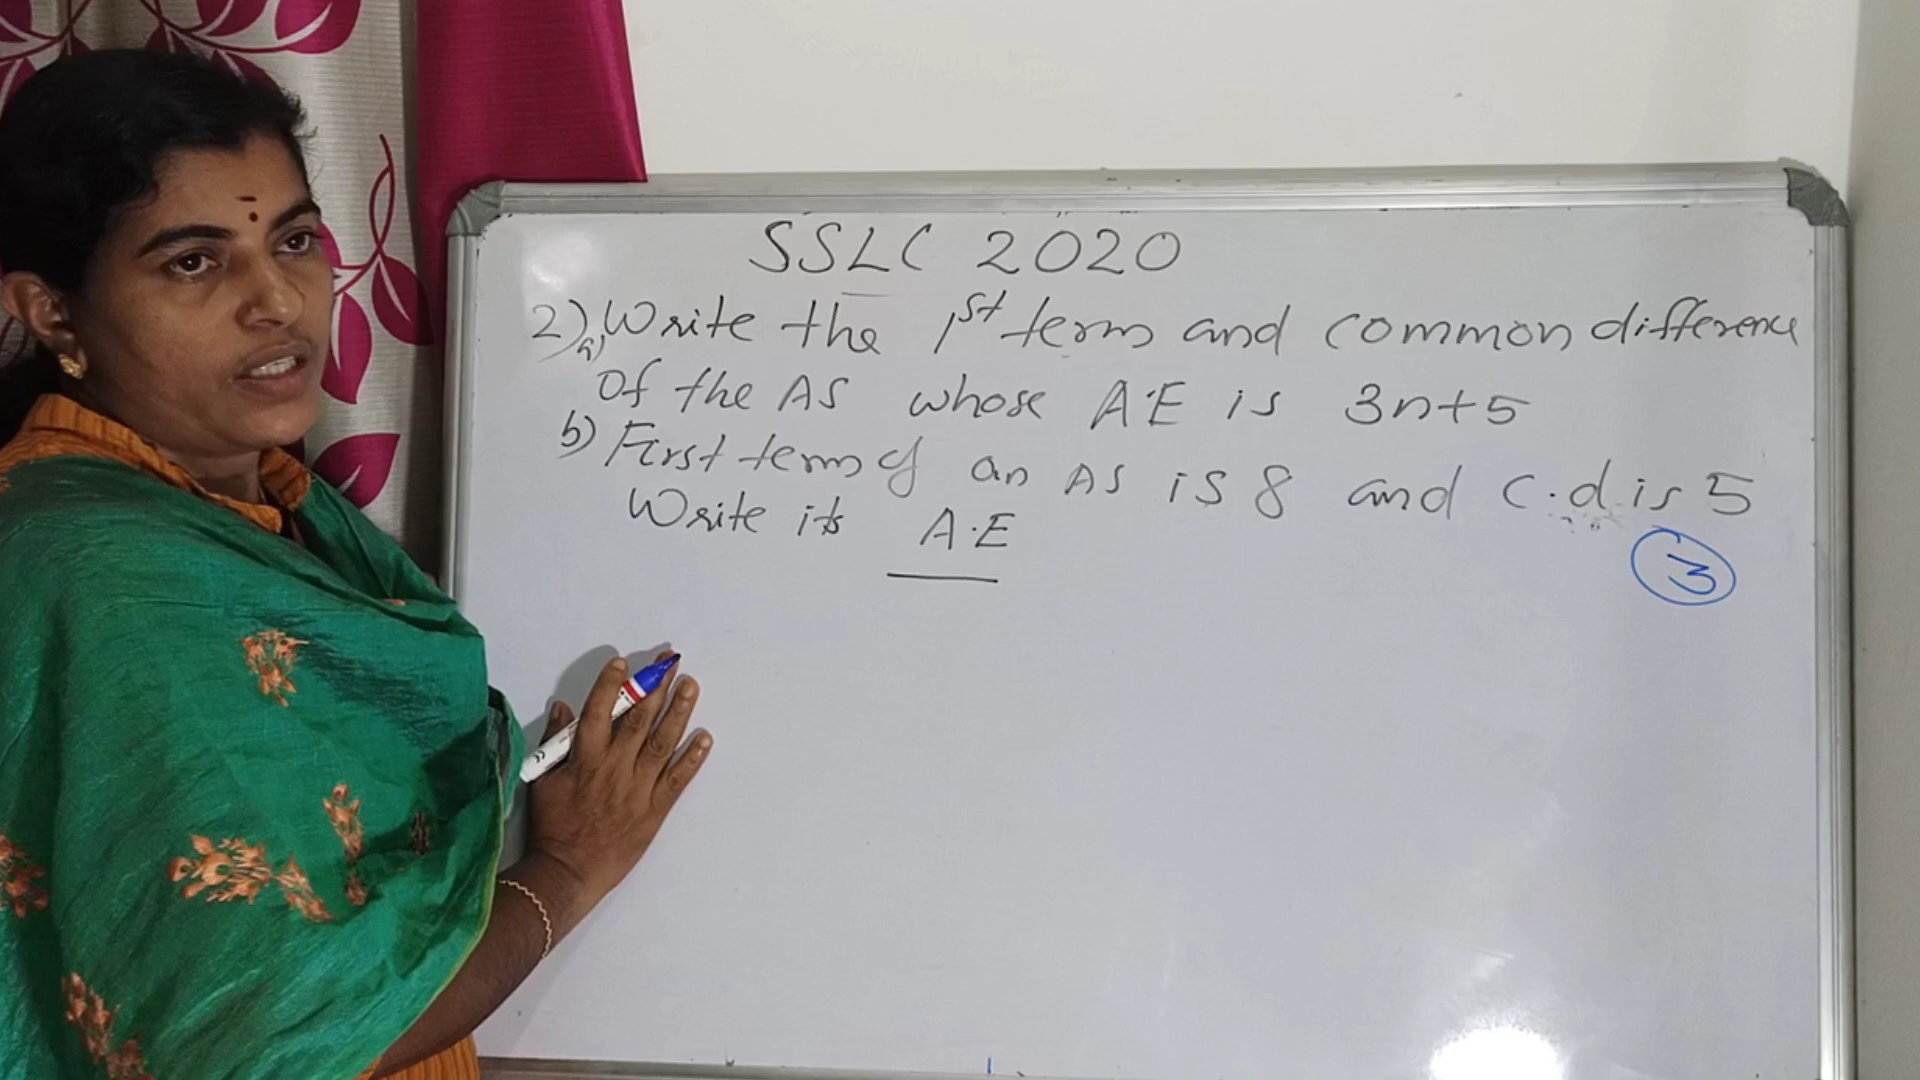 SSLC 2020
2) a) Write the 1st term and common difference
of the AS whose A.E is 3n+5
b) First term of an AS is 8 and c.d is 5
Write its A.E
3